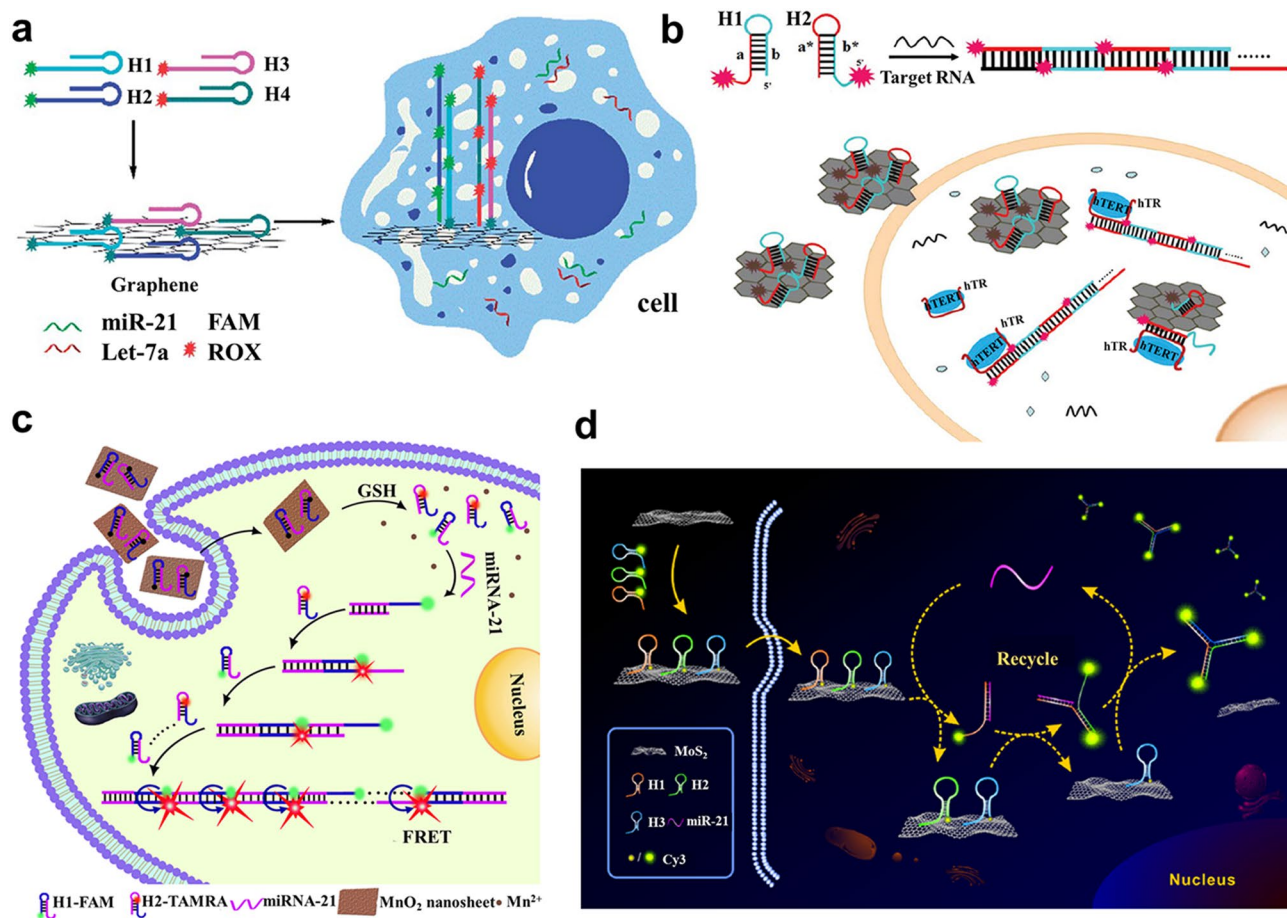 a
H1
H3
H2
H4
Graphene
miR-21 FAM
Let-7a ROX
cell
b
H1 H2
a b a* b*
5' 5'
Target RNA
......
hTERT hTR
......
hTERT hTR
......
hTERT
hTR
hTERT
c
GSH
miRNA-21
Nucleus
FRET
H1-FAM H2-TAMRA miRNA-21 MnO2 nanosheet Mn2+
d
Recycle
MoS2
H1 H2
H3 miR-21
Cy3
Nucleus